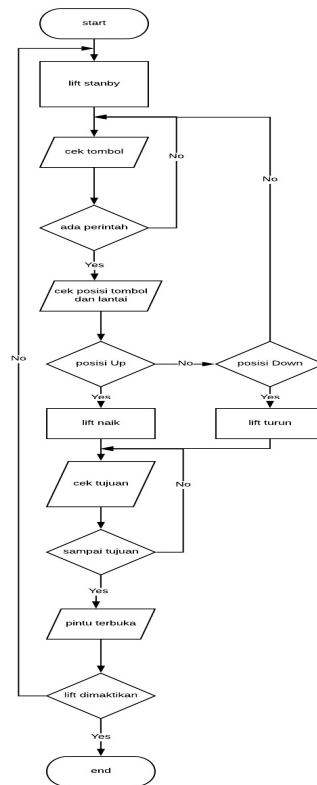 start
lift stanby
cek tombol
No
No
ada perintah
Yes
cek posisi tombol
dan lantai
No
posisi Up
No
posisi Down
Yes
Yes
lift naik
lift turun
cek tujuan
No
sampai tujuan
Yes
pintu terbuka
lift dimaktikan
Yes
end